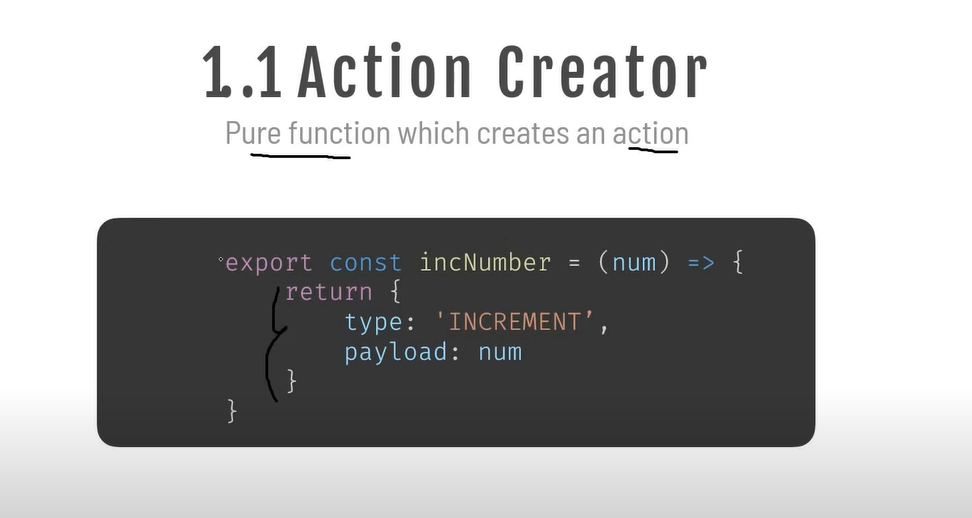 1.1 Action Creator
Pure function which creates an action
export const incNumber = (num) => {
return {
type: 'INCREMENT’,
payload: num
}
}